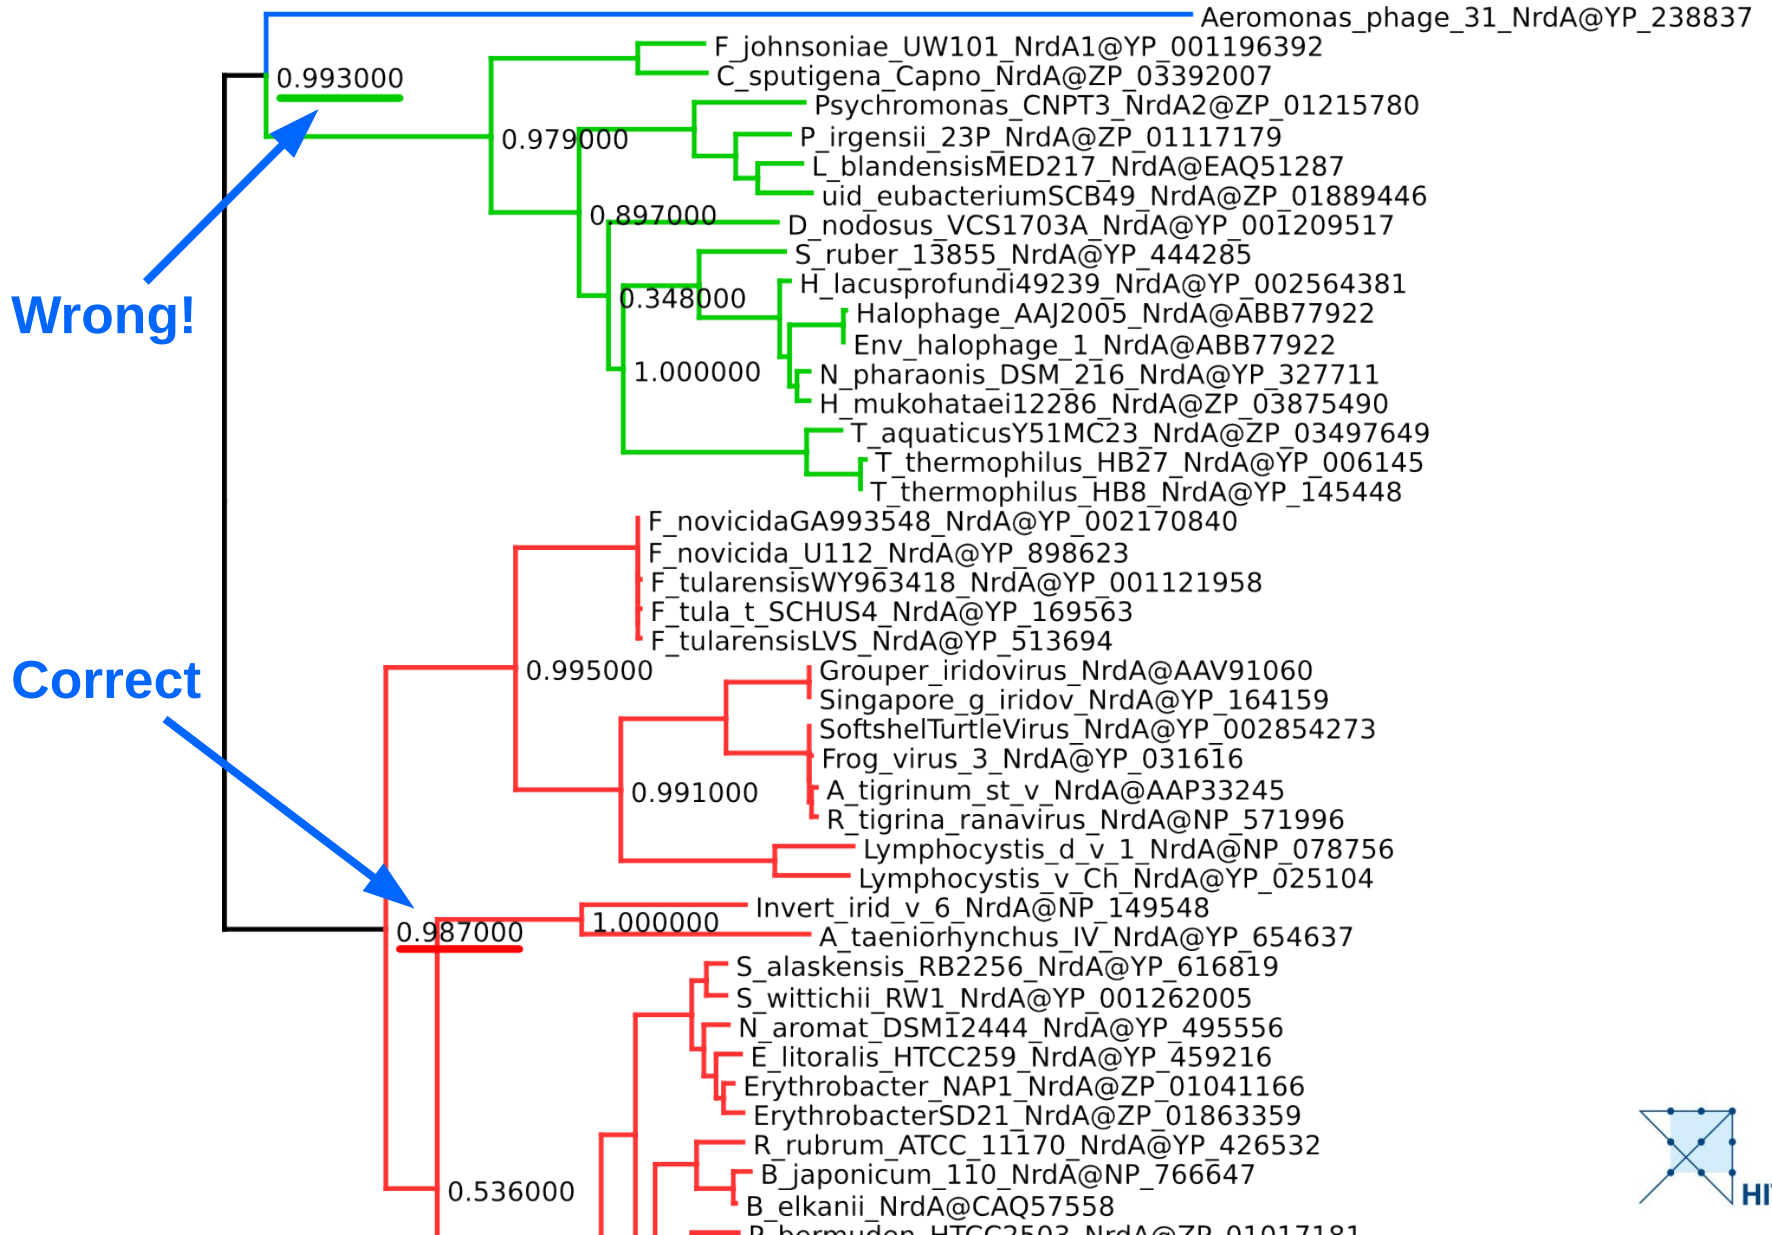 Aeromonas_phage_31_NrdA@YP_238837
F_johnsoniae_UW101_NrdA1@YP_001196392
0.993000
C_sputigena_Capno_NrdA@ZP_03392007
Psychromonas_CNPT3_NrdA2@ZP_01215780
0.979000
P_irgensii_23P_NrdA@ZP_01117179
L_blandensisMED217_NrdA@EAQ51287
uid_eubacteriumSCB49_NrdA@ZP_01889446
0.897000
D_nodosus_VCS1703A_NrdA@YP_001209517
S_ruber_13855_NrdA@YP_444285
H_lacusprofundi49239_NrdA@YP_002564381
0.348000
Wrong!
Halophage_AAJ2005_NrdA@ABB77922
Env_halophage_1_NrdA@ABB77922
1.000000
N_pharaonis_DSM_216_NrdA@YP_327711
H_mukohataei12286_NrdA@ZP_03875490
T_aquaticusY51MC23_NrdA@ZP_03497649
T_thermophilus_HB27_NrdA@YP_006145
T_thermophilus_HB8_NrdA@YP_145448
F_novicidaGA993548_NrdA@YP_002170840
F_novicida_U112_NrdA@YP_898623
F_tularensisWY963418_NrdA@YP_001121958
F_tula_t_SCHUS4_NrdA@YP_169563
F_tularensisLVS_NrdA@YP_513694
Correct
0.995000
Grouper_iridovirus_NrdA@AAV91060
Singapore_g_iridov_NrdA@YP_164159
SoftshelTurtleVirus_NrdA@YP_002854273
Frog_virus_3_NrdA@YP_031616
0.991000
A_tigrinum_st_v_NrdA@AAP33245
R_tigrina_ranavirus_NrdA@NP_571996
Lymphocystis_d_v_1_NrdA@NP_078756
Lymphocystis_v_Ch_NrdA@YP_025104
Invert_irid_v_6_NrdA@NP_149548
0.987000
1.000000
A_taeniorhynchus_IV_NrdA@YP_654637
S_alaskensis_RB2256_NrdA@YP_616819
S_wittichii_RW1_NrdA@YP_001262005
N_aromat_DSM12444_NrdA@YP_495556
E_litoralis_HTCC259_NrdA@YP_459216
Erythrobacter_NAP1_NrdA@ZP_01041166
ErythrobacterSD21_NrdA@ZP_01863359
R_rubrum_ATCC_11170_NrdA@YP_426532
B_japonicum_110_NrdA@NP_766647
0.536000
B_elkanii_NrdA@CAQ57558
P_bermuden_HTCC2503_NrdA@ZP_01017181